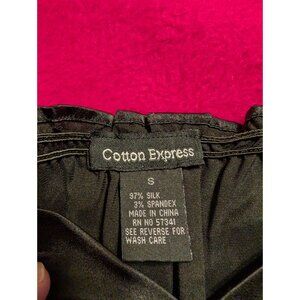 Cotton Express
S
97% SILK
3% SPANDEX
MADE IN CHINA
RN NO 57341
SEE REVERSE FOR
WASH CARE